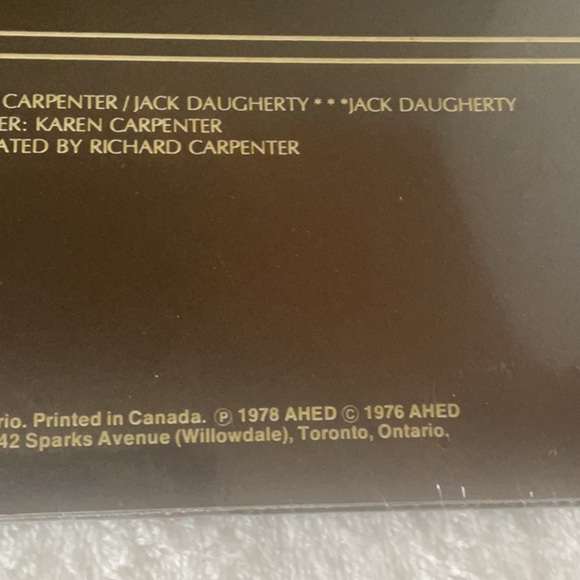 CARPENTER / JACK DAUGHERTY * * *JACK DAUGHERTY
ER: KAREN CARPENTER
ATED BY RICHARD CARPENTER
rio. Printed in Canada. Ⓟ 1978 AHED © 1976 AHED
42 Sparks Avenue (Willowdale), Toronto, Ontario.